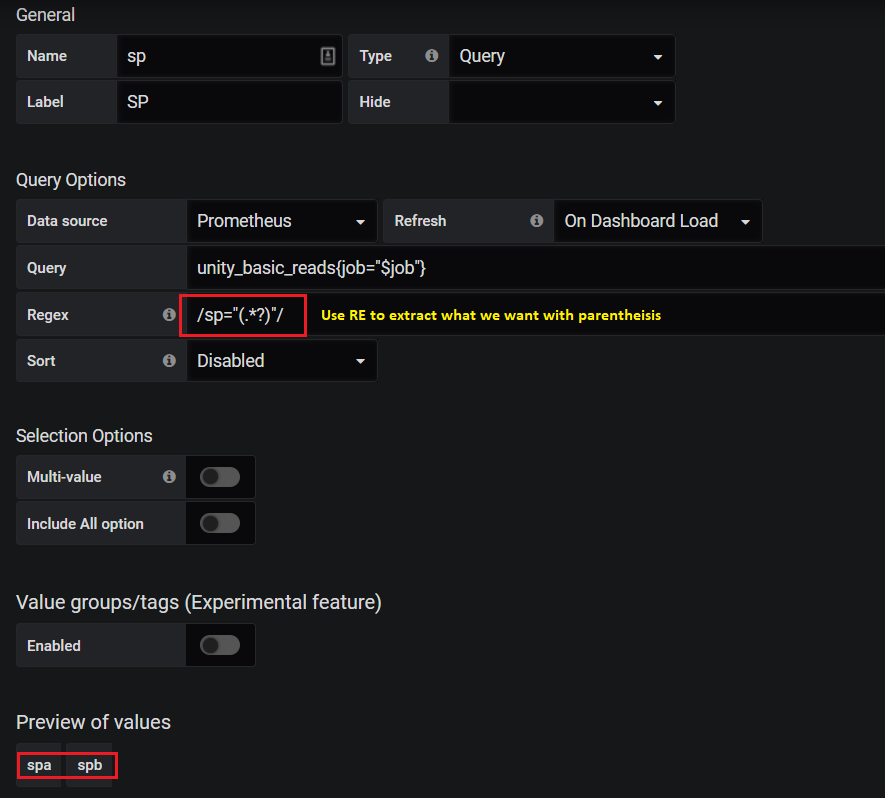 General
Name sp Type Query
Label SP Hide
Query Options
Data source Prometheus Refresh On Dashboard Load
Query unity_basic_reads{job="$job"}
Regex /sp="(.*?)"/ Use RE to extract what we want with parentheisis
Sort Disabled
Selection Options
Multi-value
Include All option
Value groups/tags (Experimental feature)
Enabled
Preview of values
spa spb